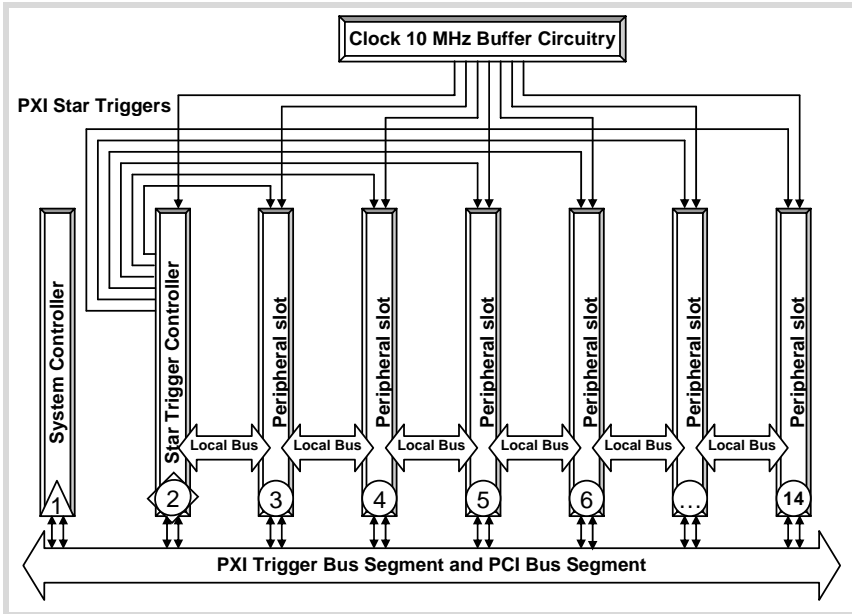 Clock 10 MHz Buffer Circuitry
PXI Star Triggers
System Controller
Star Trigger Controller
Peripheral slot
Peripheral slot
Peripheral slot
Peripheral slot
Peripheral slot
Peripheral slot
Local Bus
Local Bus
Local Bus
Local Bus
Local Bus
Local Bus
1
2
3
4
5
6
...
14
PXI Trigger Bus Segment and PCI Bus Segment